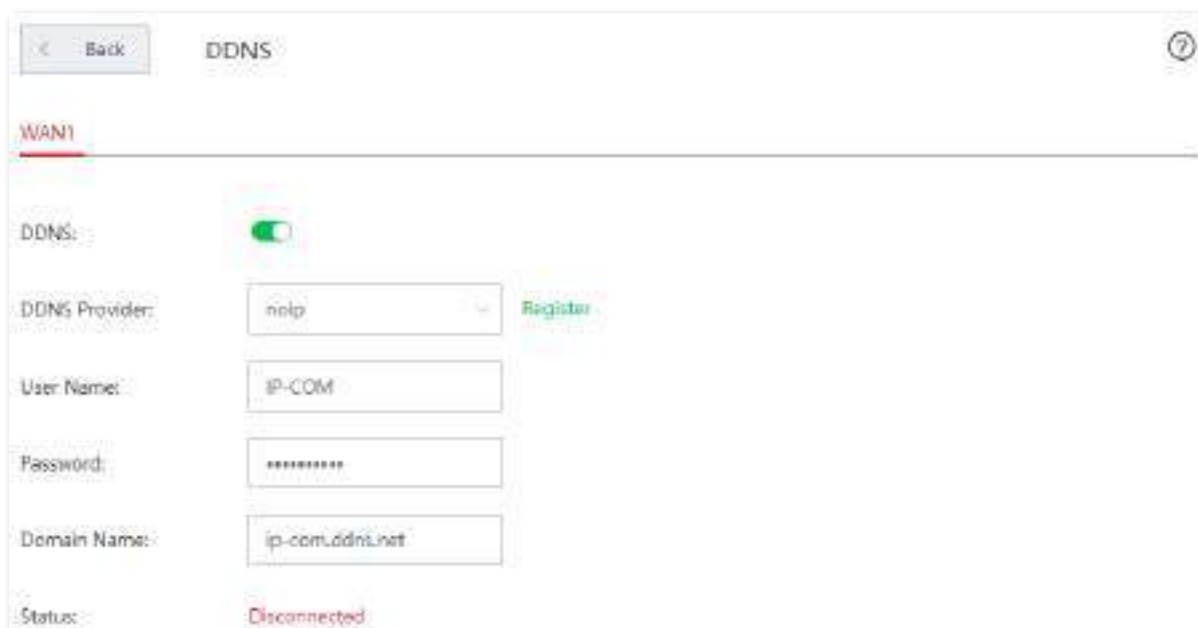 < Back DDNS ?
WAN1
DDNS:
DDNS Provider: noip Register
User Name: IP-COM
Password: ••••••••••
Domain Name: ip-com.ddns.net
Status: Disconnected